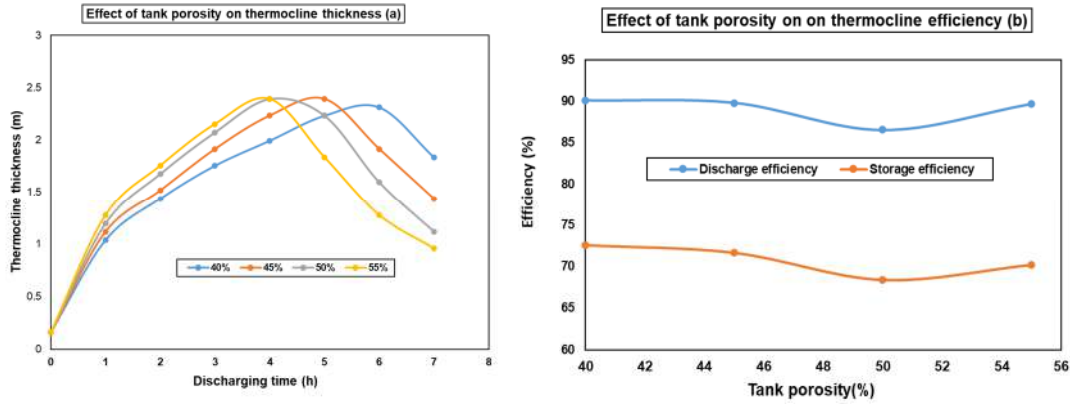 Effect of tank porosity on thermocline thickness (a)
Thermocline thickness (m)
3
2.5
2
1.5
1
0.5
0
40% 45% 50% 55%
0 1 2 3 4 5 6 7 8
Discharging time (h)
Effect of tank porosity on on thermocline efficiency (b)
Efficiency (%)
95
90
85
80
75
70
65
60
Discharge efficiency Storage efficiency
40 42 44 46 48 50 52 54 56
Tank porosity(%)